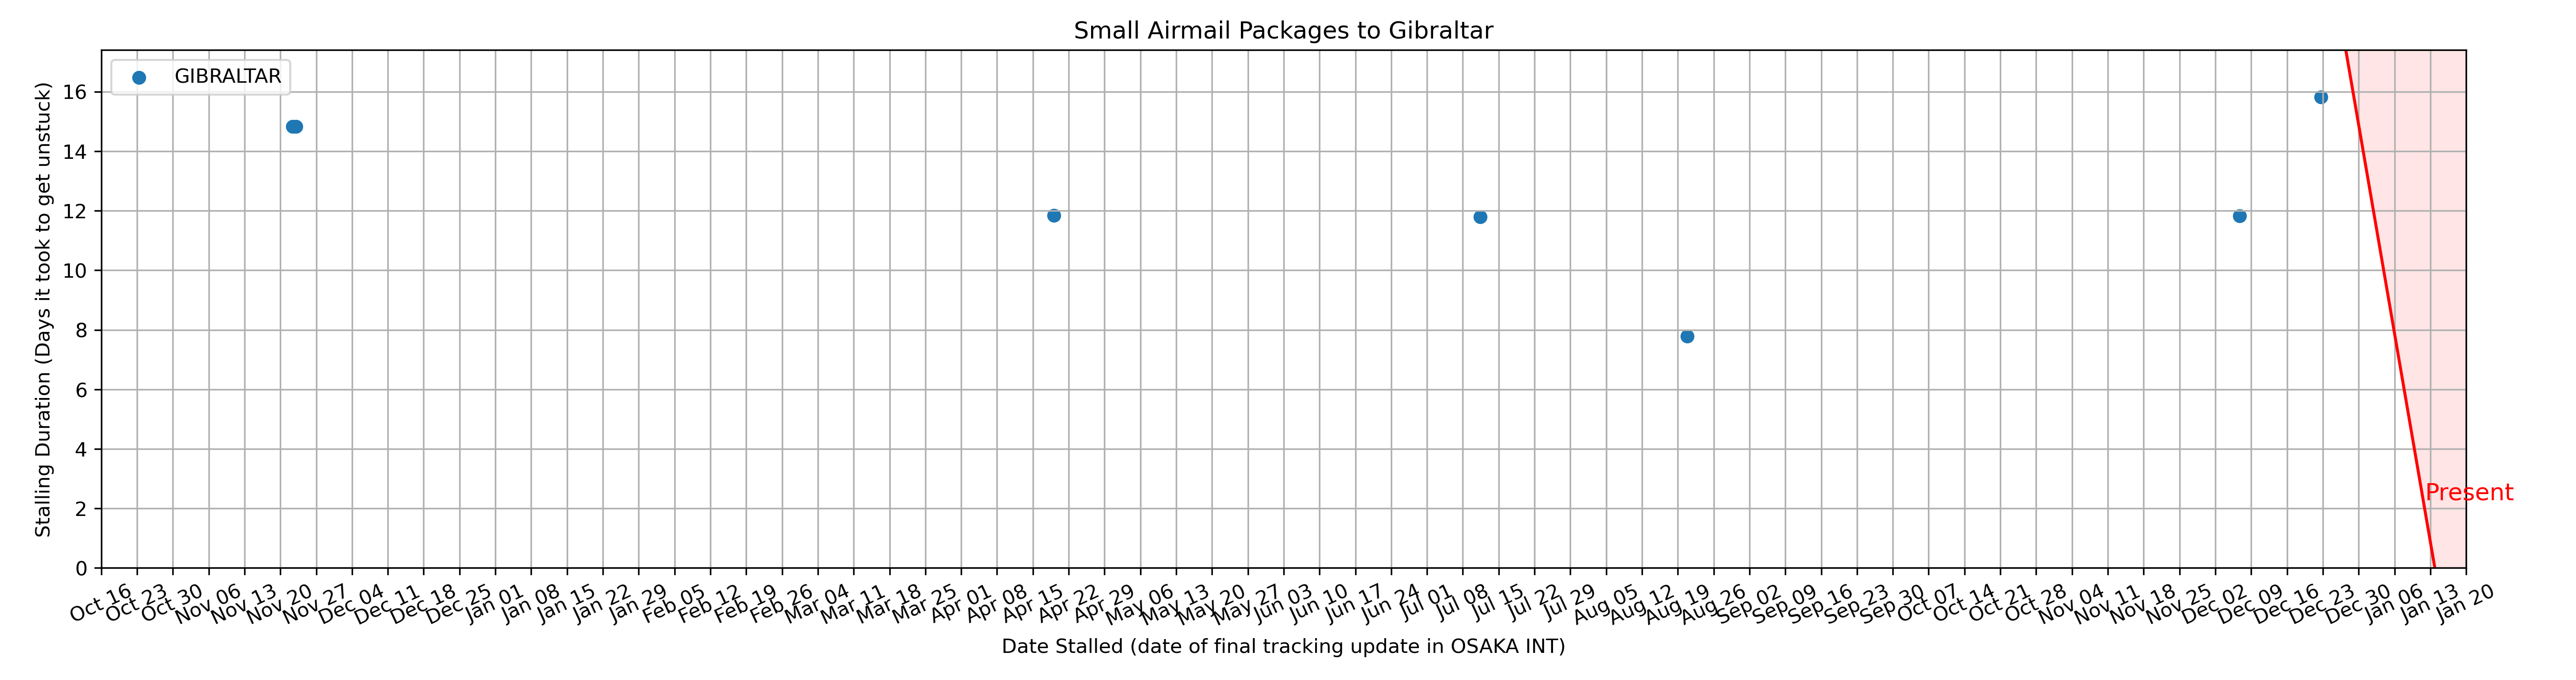 Small Airmail Packages to Gibraltar
GIBRALTAR
Stalling Duration (Days it took to get unstuck)
16
14
12
10
8
6
4
2
0
Present
Oct 16 Oct 23 Oct 30 Nov 06 Nov 13 Nov 20 Nov 27 Dec 04 Dec 11 Dec 18 Dec 25 Jan 01 Jan 08 Jan 15 Jan 22 Jan 29 Feb 05 Feb 12 Feb 19 Feb 26 Mar 04 Mar 11 Mar 18 Mar 25 Apr 01 Apr 08 Apr 15 Apr 22 Apr 29 May 06 May 13 May 20 May 27 Jun 03 Jun 10 Jun 17 Jun 24 Jul 01 Jul 08 Jul 15 Jul 22 Jul 29 Aug 05 Aug 12 Aug 19 Aug 26 Sep 02 Sep 09 Sep 16 Sep 23 Sep 30 Oct 07 Oct 14 Oct 21 Oct 28 Nov 04 Nov 11 Nov 18 Nov 25 Dec 02 Dec 09 Dec 16 Dec 23 Dec 30 Jan 06 Jan 13 Jan 20
Date Stalled (date of final tracking update in OSAKA INT)